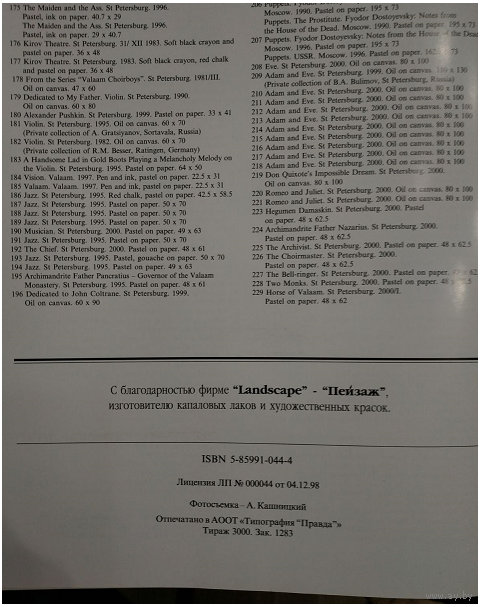 175 The Maiden and the Ass. St Petersburg. 1996.
Pastel, ink on paper. 40.7 x 29
The Maiden and the Ass. St Petersburg. 1996.
Pastel, ink on paper. 29 x 40.7
176 Kirov Theatre. St Petersburg. 31/ XII 1983. Soft black crayon and
pastel on paper. 36 x 48
177 Kirov Theatre. St Petersburg. 1983. Soft black crayon, red chalk
and pastel on paper. 36 x 48
178 From the Series "Valaam Choirboys". St Petersburg. 1981/III.
Oil on canvas. 47 x 60
179 Dedicated to My Father. Violin. St Petersburg. 1990.
Oil on canvas. 60 x 80
180 Alexander Pushkin. St Petersburg. 1999. Pastel on paper. 33 x 41
181 Violin. St Petersburg. 1995. Oil on canvas. 60 x 70
(Private collection of A. Gratsiyanov, Sortavala, Russia)
182 Violin. St Petersburg. 1982. Oil on canvas. 60 x 70
(Private collection of R.M. Besser, Ratingen, Germany)
183 A Handsome Lad in Gold Boots Playing a Melancholy Melody on
the Violin. St Petersburg. 1995. Pastel on paper. 64 x 50
184 Vision. Valaam. 1997. Pen and ink, pastel on paper. 22.5 x 31
185 Valaam. Valaam. 1997. Pen and ink, pastel on paper. 22.5 x 31
186 Jazz. St Petersburg. 1995. Red chalk, pastel on paper. 42.5 x 58.5
187 Jazz. St Petersburg. 1995. Pastel on paper. 50 x 70
188 Jazz. St Petersburg. 1995. Pastel on paper. 50 x 70
189 Jazz. St Petersburg. 1995. Pastel on paper. 50 x 70
190 Musician. St Petersburg. 2000. Pastel on paper. 49 x 63
191 Jazz. St Petersburg. 1995. Pastel on paper. 50 x 70
192 The Chief. St Petersburg. 2000. Pastel on paper. 48 x 61
193 Jazz. St Petersburg. 1995. Pastel, gouache on paper. 50 x 70
194 Jazz. St Petersburg. 1995. Pastel on paper. 49 x 63
195 Archimandrite Father Pancratius – Governor of the Valaam
Monastery. St Petersburg. 1995. Pastel on paper. 48 x 61
196 Dedicated to John Coltrane. St Petersburg. 1999.
Oil on canvas. 60 x 90
206 Puppets.
Moscow. 1990. Pastel on paper. 195 x 73
Puppets. The Prostitute. Fyodor Dostoyevsky: Notes from
the House of the Dead. Moscow. 1990. Pastel on paper. 195 x 73
207 Puppets. Fyodor Dostoyevsky: Notes from the House of the Dead
Moscow. 1996. Pastel on paper. 195 x 73
Puppets. USSR. Moscow. 1996. Pastel on paper.
208 Eve. St Petersburg. 2000. Oil on canvas. 80 x 100
209 Adam and Eve. St Petersburg. 1999. Oil on canvas. 110 x 130
(Private collection of B.A. Bulimov, St Petersburg, Russia)
210 Adam and Eve. St Petersburg. 2000. Oil on canvas. 80 x 100
211 Adam and Eve. St Petersburg. 2000. Oil on canvas. 80 x 100
212 Adam and Eve. St Petersburg. 2000. Oil on canvas. 80 x 100
213 Adam and Eve. St Petersburg. 2000. Oil on canvas. 80 x 100
214 Adam and Eve. St Petersburg. 2000. Oil on canvas. 80 x 100
215 Adam and Eve. St Petersburg. 2000. Oil on canvas. 80 x 100
216 Adam and Eve. St Petersburg. 2000. Oil on canvas. 80 x 100
217 Adam and Eve. St Petersburg. 2000. Oil on canvas. 80 x 100
218 Adam and Eve. St Petersburg. 2000. Oil on canvas. 80 x 100
219 Don Quixote's Impossible Dream. St Petersburg. 2000.
Oil on canvas. 80 x 100
220 Romeo and Juliet. St Petersburg. 2000. Oil on canvas. 80 x 100
221 Romeo and Juliet. St Petersburg. 2000. Oil on canvas. 80 x 100
223 Hegumen Damaskin. St Petersburg. 2000. Pastel
on paper. 48 x 62.5
224 Archimandrite Father Nazarius. St Petersburg. 2000.
Pastel on paper. 48 x 62.5
225 The Archivist. St Petersburg. 2000. Pastel on paper. 48 x 62.5
226 The Choirmaster. St Petersburg. 2000.
Pastel on paper. 48 x 62.5
227 The Bell-ringer. St Petersburg. 2000. Pastel on paper.
228 Two Monks. St Petersburg. 2000. Pastel on paper. 48 x
229 Horse of Valaam. St Petersburg. 2000/I.
Pastel on paper. 48 x 62
С благодарностью фирме "Landscape" - "Пейзаж",
изготовителю капаловых лаков и художественных красок.
ISBN 5-85991-044-4
Лицензия ЛП № 000044 от 04.12.98
Фотосъемка – А. Кашницкий
Отпечатано в АООТ «Типография "Правда"»
Тираж 3000. Зак. 1283
www.ay.by